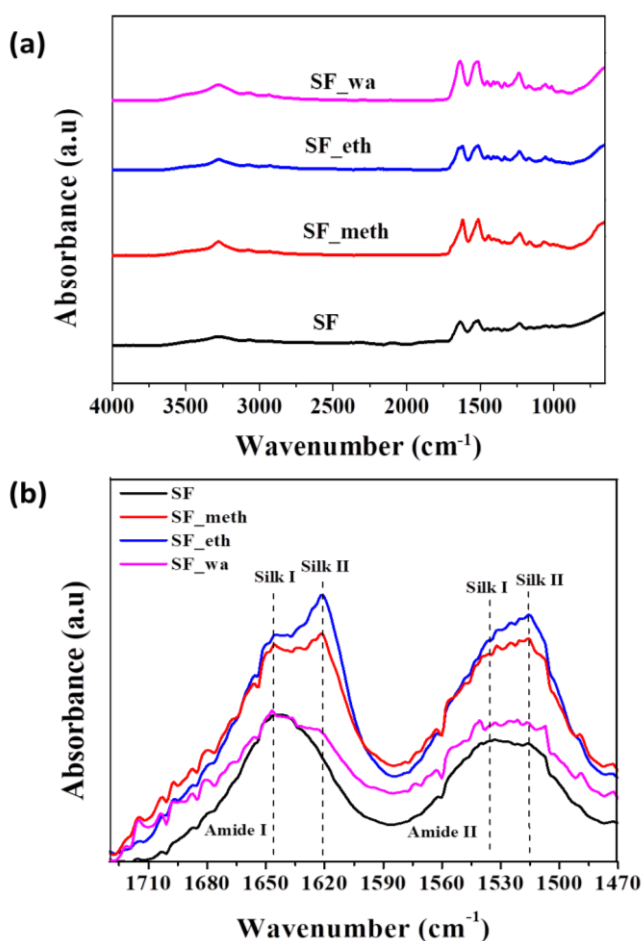 (a)
SF_wa
SF_eth
SF_meth
SF
Absorbance (a.u)
4000 3500 3000 2500 2000 1500 1000
Wavenumber (cm⁻¹)
(b)
SF
SF_meth
SF_eth
SF_wa
Silk I Silk II
Silk I Silk II
Amide I
Amide II
Absorbance (a.u)
1710 1680 1650 1620 1590 1560 1530 1500 1470
Wavenumber (cm⁻¹)